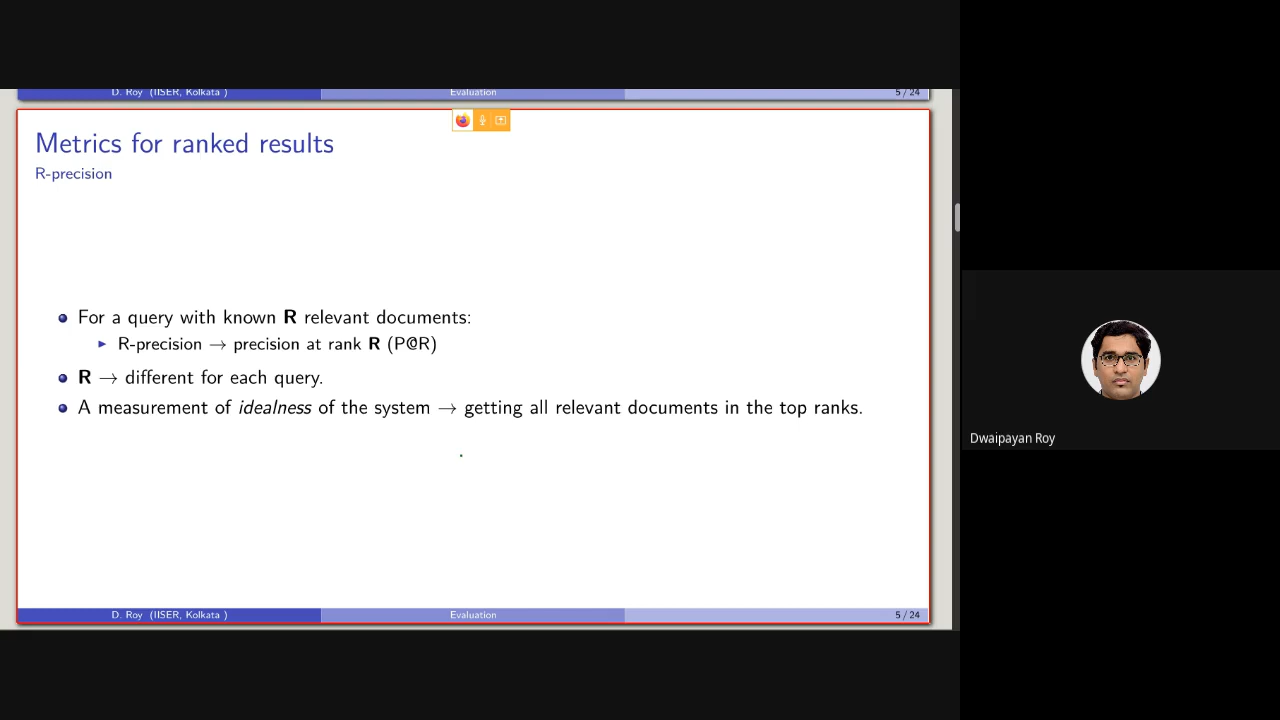 D. Roy (IISER, Kolkata )
Evaluation
5 / 24
Metrics for ranked results
R-precision
For a query with known R relevant documents:
R-precision → precision at rank R (P@R)
R → different for each query.
A measurement of idealness of the system → getting all relevant documents in the top ranks.
D. Roy (IISER, Kolkata )
Evaluation
5 / 24
Dwaipayan Roy